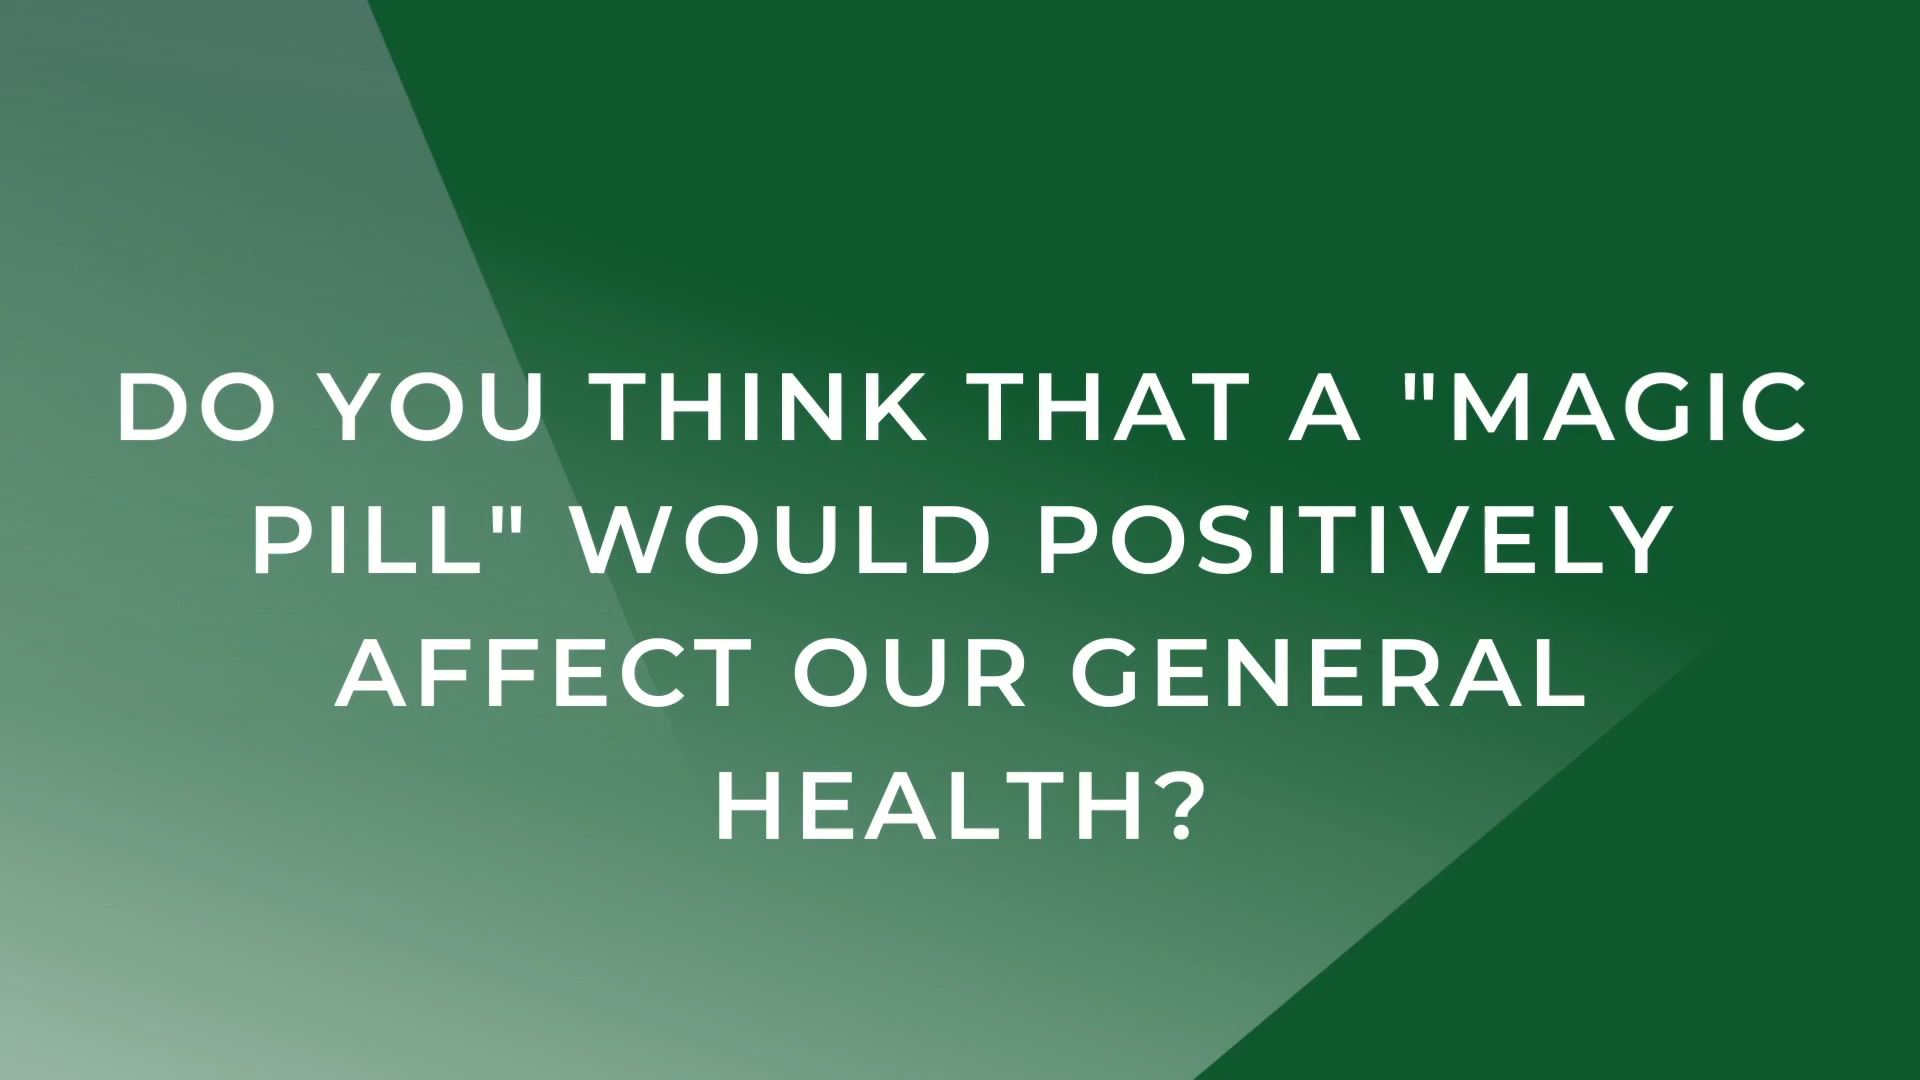 DO YOU THINK THAT A "MAGIC
PILL" WOULD POSITIVELY
AFFECT OUR GENERAL
HEALTH?